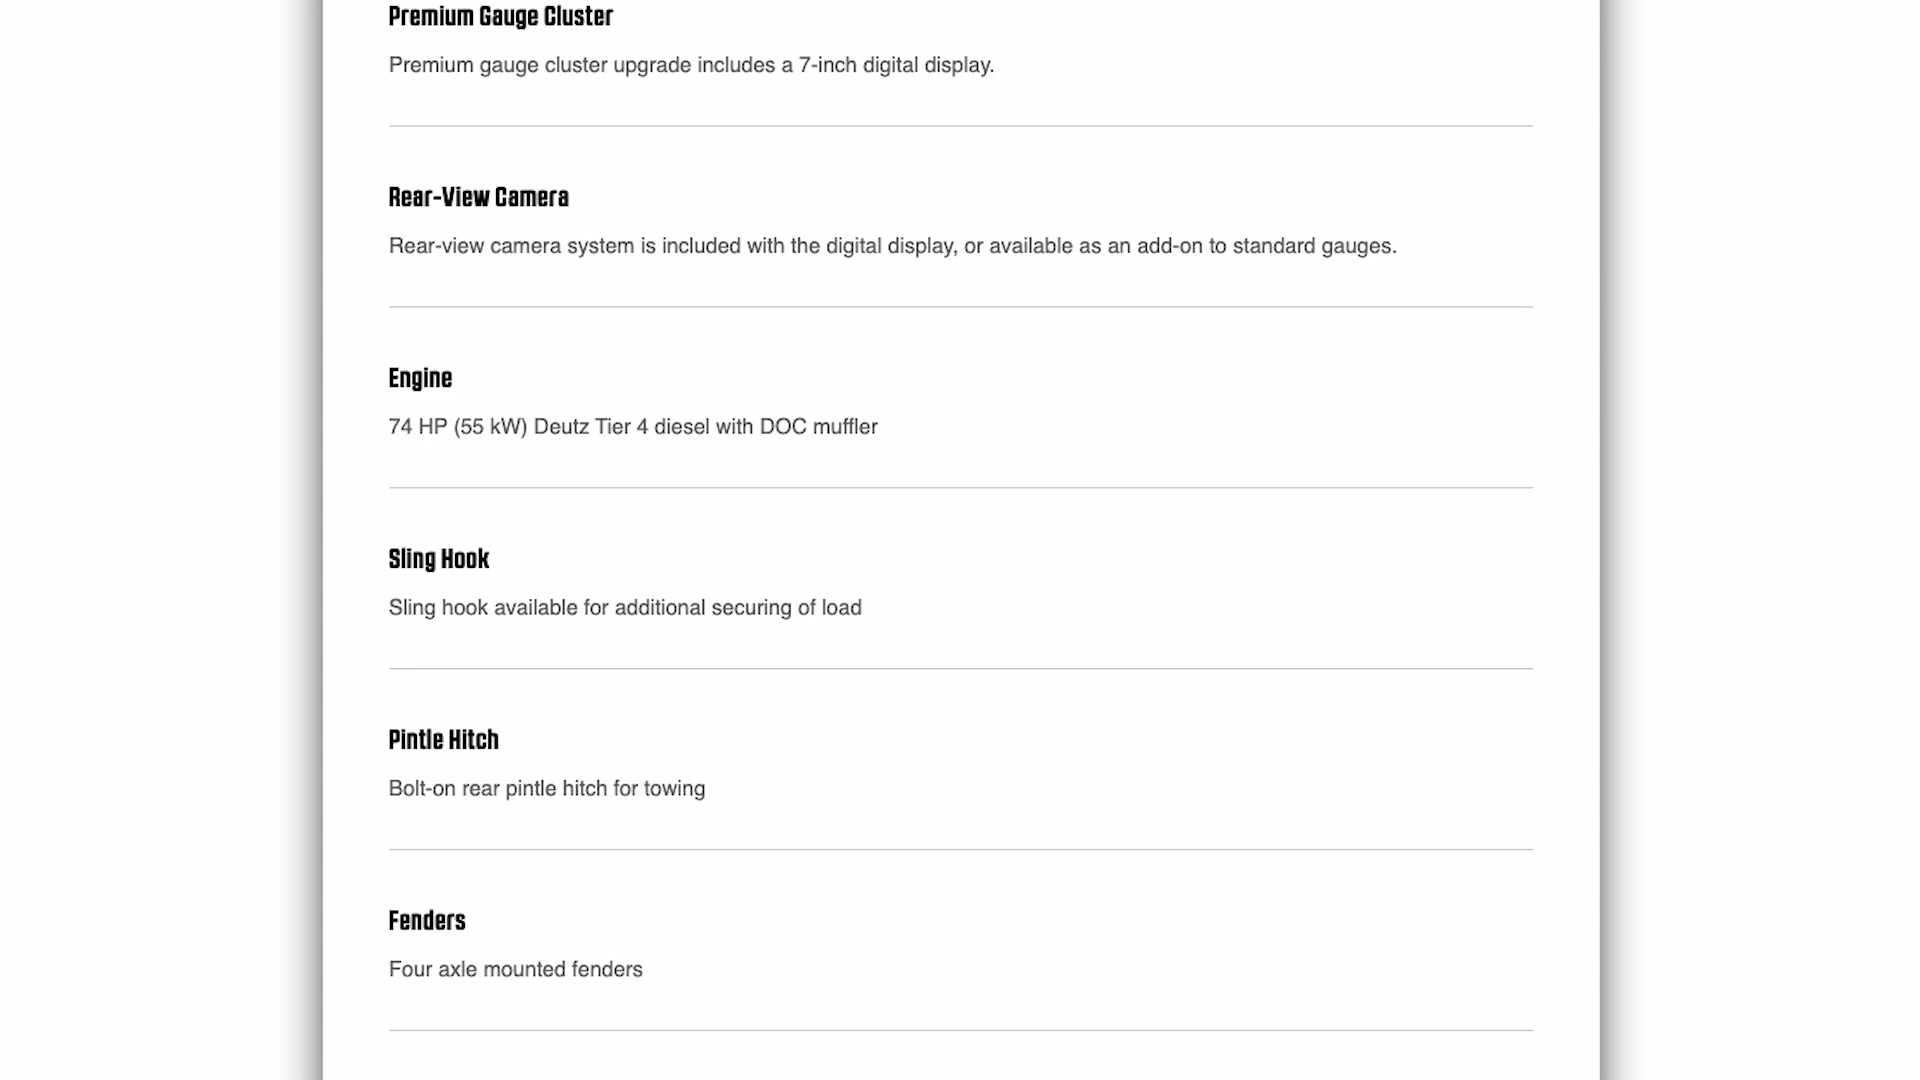 Premium Gauge Cluster
Premium gauge cluster upgrade includes a 7-inch digital display.
Rear-View Camera
Rear-view camera system is included with the digital display, or available as an add-on to standard gauges.
Engine
74 HP (55 kW) Deutz Tier 4 diesel with DOC muffler
Sling Hook
Sling hook available for additional securing of load
Pintle Hitch
Bolt-on rear pintle hitch for towing
Fenders
Four axle mounted fenders